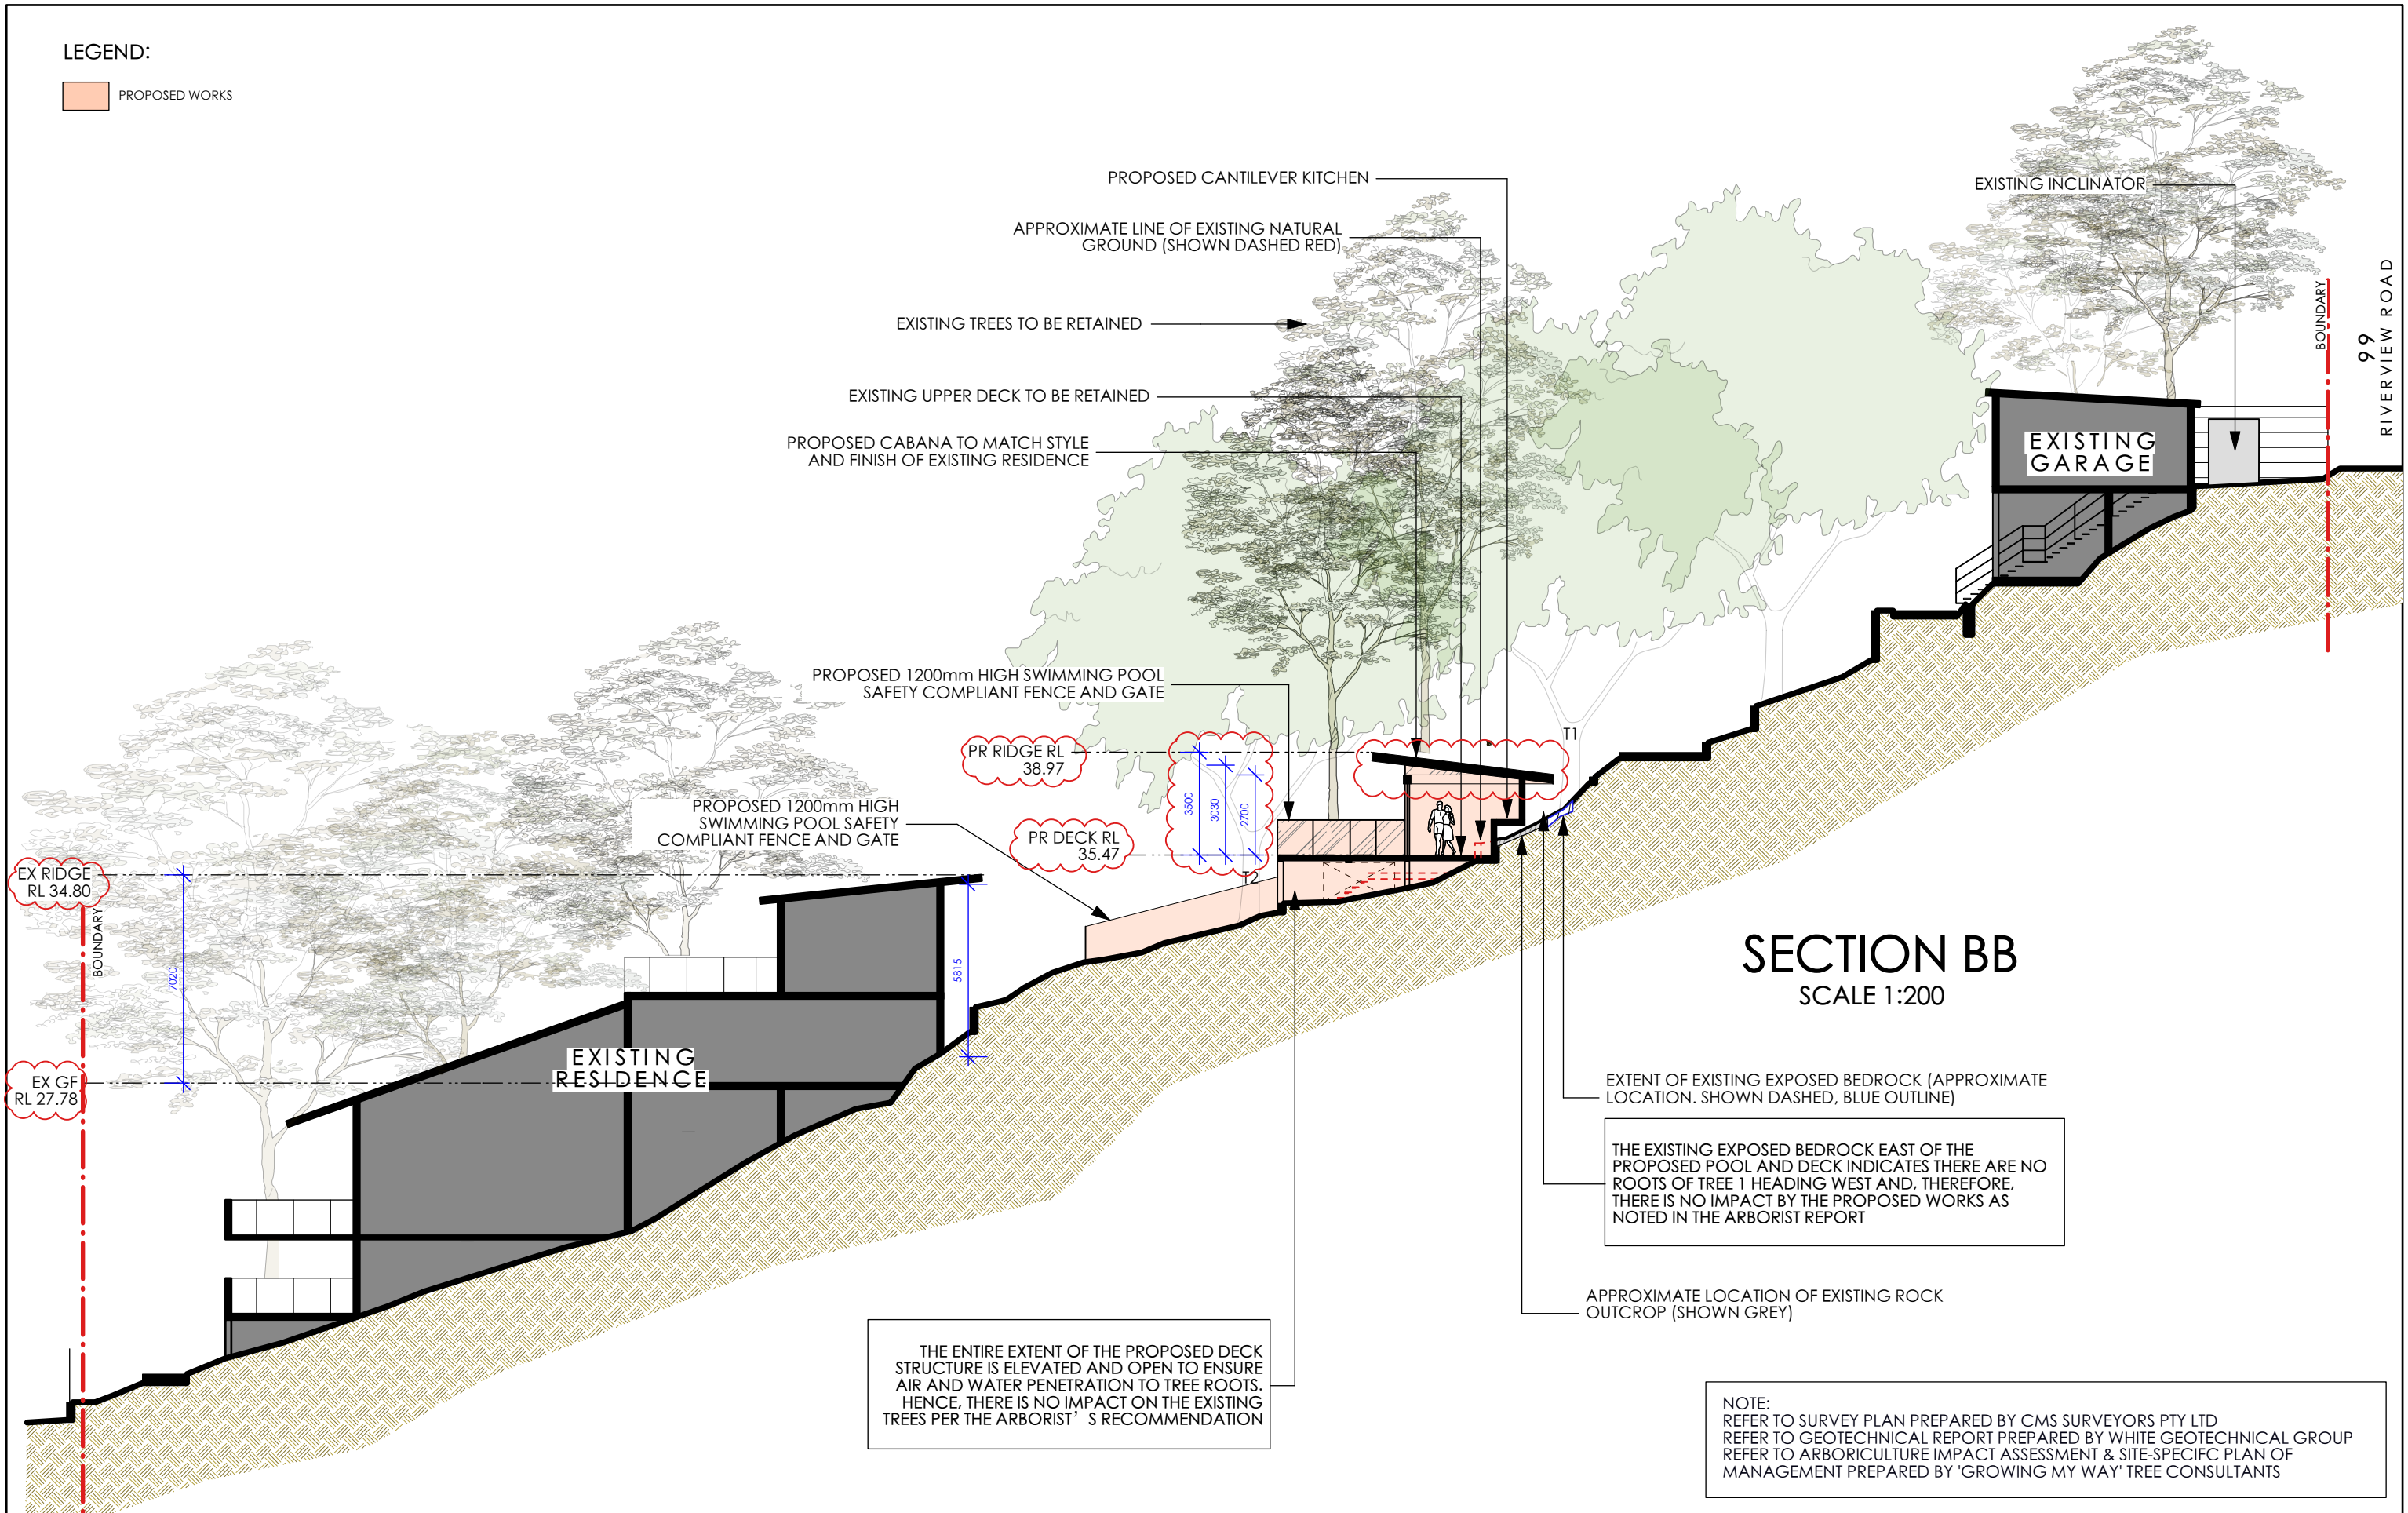 LEGEND:
PROPOSED WORKS
PROPOSED CANTILEVER KITCHEN
APPROXIMATE LINE OF EXISTING NATURAL
GROUND (SHOWN DASHED RED)
EXISTING TREES TO BE RETAINED
EXISTING UPPER DECK TO BE RETAINED
PROPOSED CABANA TO MATCH STYLE
AND FINISH OF EXISTING RESIDENCE
EXISTING INCLINATOR
BOUNDARY
99
RIVERVIEW ROAD
EXISTING
GARAGE
PROPOSED 1200mm HIGH SWIMMING POOL
SAFETY COMPLIANT FENCE AND GATE
T1
PR RIDGE RL
38.97
3500
3030
2700
PROPOSED 1200mm HIGH
SWIMMING POOL SAFETY
COMPLIANT FENCE AND GATE
PR DECK RL
35.47
T2
EX RIDGE
RL 34.80
BOUNDARY
7020
5815
EX GF
RL 27.78
EXISTING
RESIDENCE
SECTION BB
SCALE 1:200
EXTENT OF EXISTING EXPOSED BEDROCK (APPROXIMATE
LOCATION. SHOWN DASHED, BLUE OUTLINE)
THE EXISTING EXPOSED BEDROCK EAST OF THE
PROPOSED POOL AND DECK INDICATES THERE ARE NO
ROOTS OF TREE 1 HEADING WEST AND, THEREFORE,
THERE IS NO IMPACT BY THE PROPOSED WORKS AS
NOTED IN THE ARBORIST REPORT
APPROXIMATE LOCATION OF EXISTING ROCK
OUTCROP (SHOWN GREY)
THE ENTIRE EXTENT OF THE PROPOSED DECK
STRUCTURE IS ELEVATED AND OPEN TO ENSURE
AIR AND WATER PENETRATION TO TREE ROOTS.
HENCE, THERE IS NO IMPACT ON THE EXISTING
TREES PER THE ARBORIST' S RECOMMENDATION
NOTE:
REFER TO SURVEY PLAN PREPARED BY CMS SURVEYORS PTY LTD
REFER TO GEOTECHNICAL REPORT PREPARED BY WHITE GEOTECHNICAL GROUP
REFER TO ARBORICULTURE IMPACT ASSESSMENT & SITE-SPECIFC PLAN OF
MANAGEMENT PREPARED BY 'GROWING MY WAY' TREE CONSULTANTS